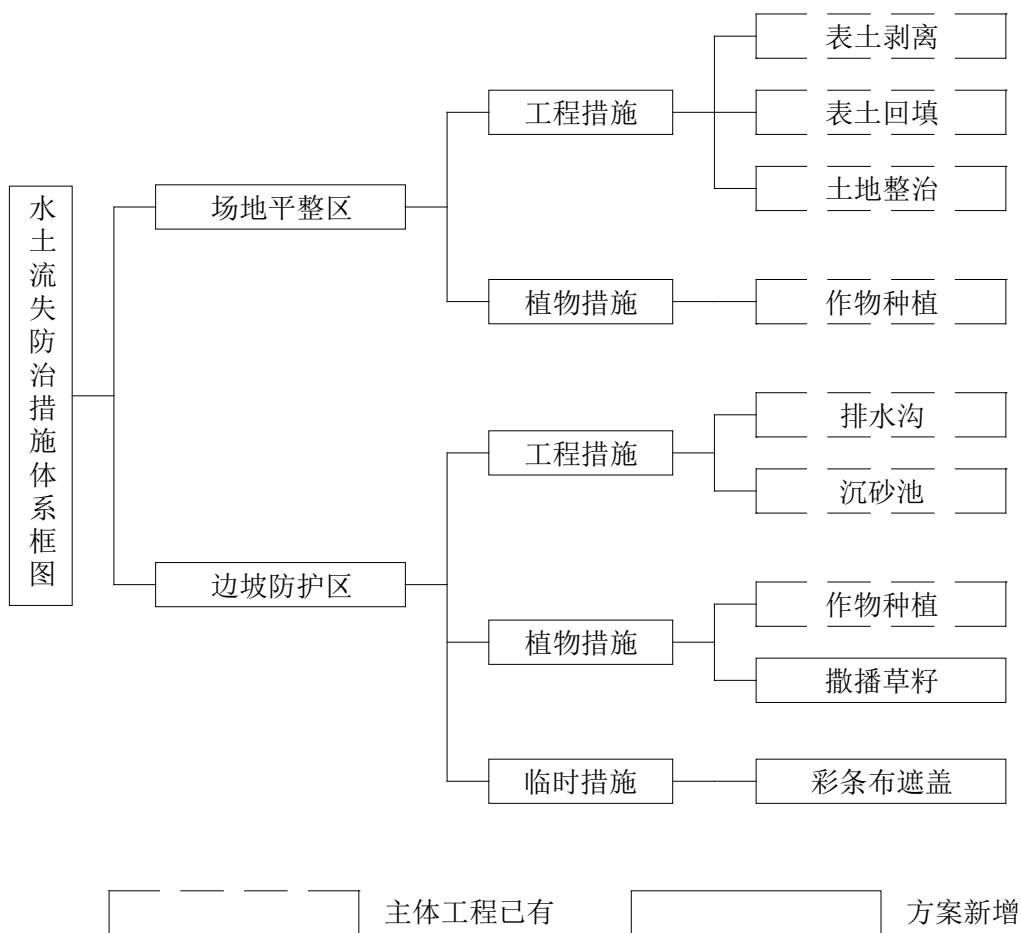 水土流失防治措施体系框图
场地平整区
工程措施
表土剥离
表土回填
土地整治
植物措施
作物种植
边坡防护区
工程措施
排水沟
沉砂池
植物措施
作物种植
撒播草籽
临时措施
彩条布遮盖
主体工程已有
方案新增